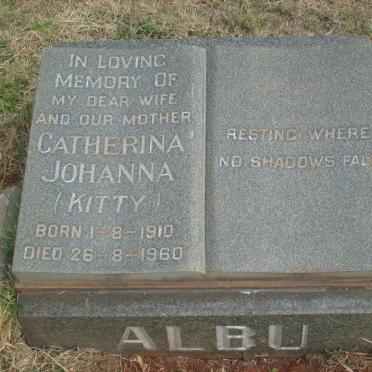 IN LOVING
MEMORY OF
MY DEAR WIFE
AND OUR MOTHER
CATHERINA
JOHANNA
(KITTY)
BORN 1-8-1910
DIED 26-8-1960
RESTING WHERE
NO SHADOWS FAL
ALBU